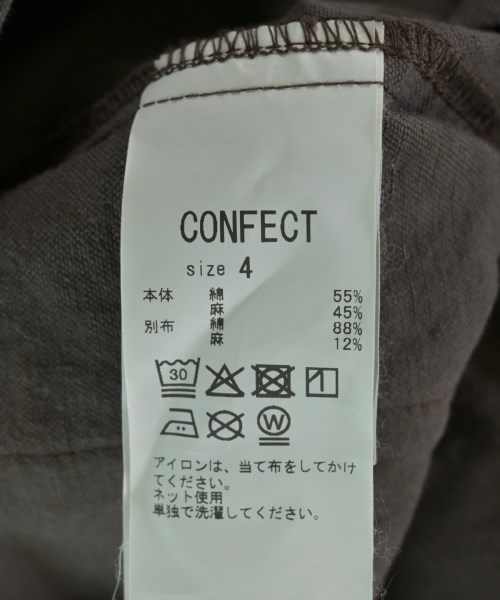 CONFECT
size 4
本体 綿 55%
麻 45%
別布 綿 88%
麻 12%
30
W
アイロンは、当て布をしてかけ
てください。
ネット使用
単独で洗濯してください。